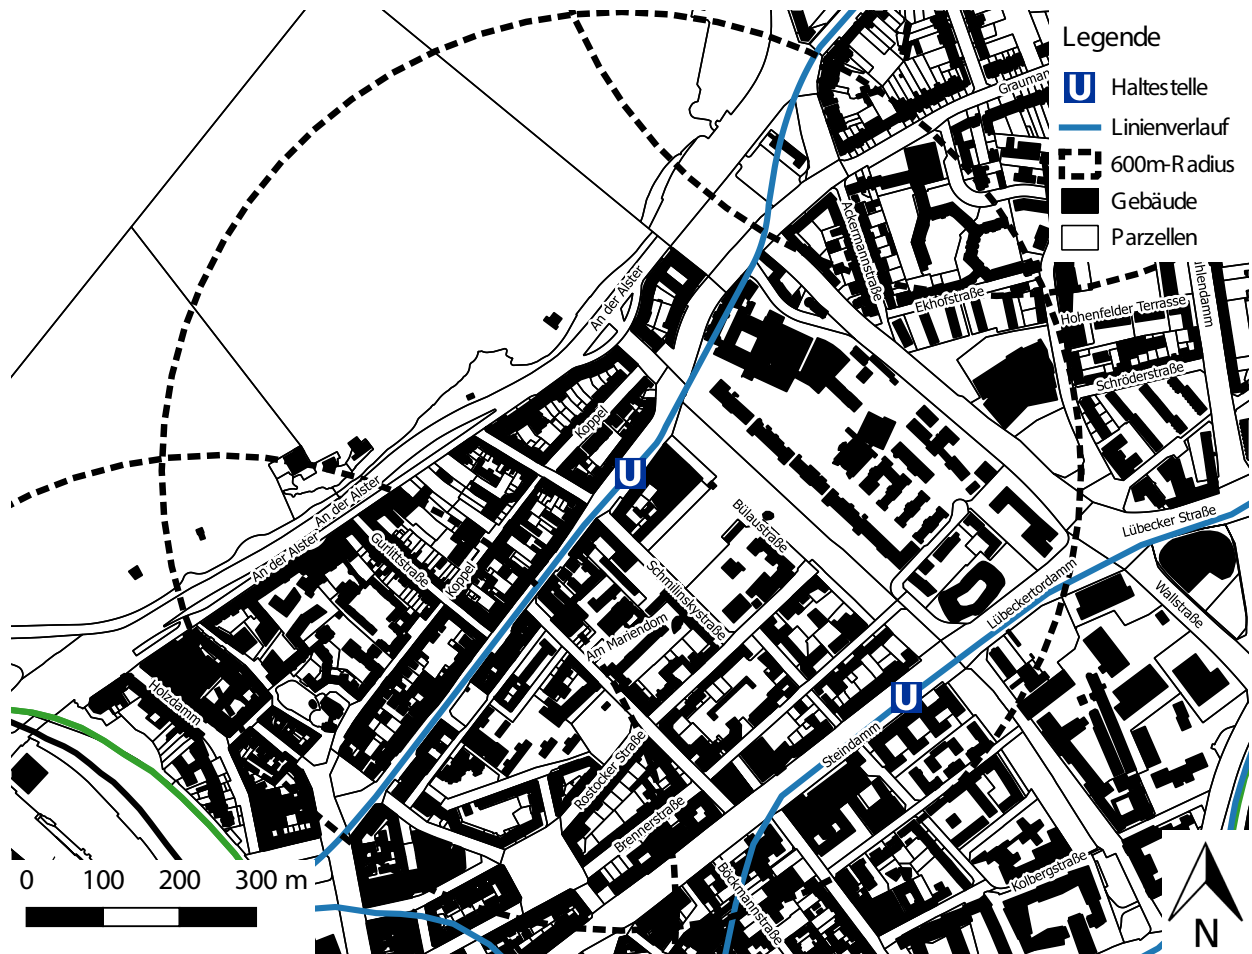 Legende
U Haltestelle
Linienverlauf
600m-Radius
Gebäude
Parzellen
An der Alster
Ackermannstraße
Ekhofstraße
Hohenfelder Terrasse
Schröderstraße
Koppel
U
An der Alster
An der Alster
Gurlittstraße
Koppel
Bülaustraße
Schmilinskystraße
Am Mariendom
Lübecker Straße
Lübeckertordamm
Wallstraße
Holzdamm
U
Steindamm
Rostocker Straße
Brennerstraße
Böckmannstraße
Kolbergstraße
0 100 200 300 m
N